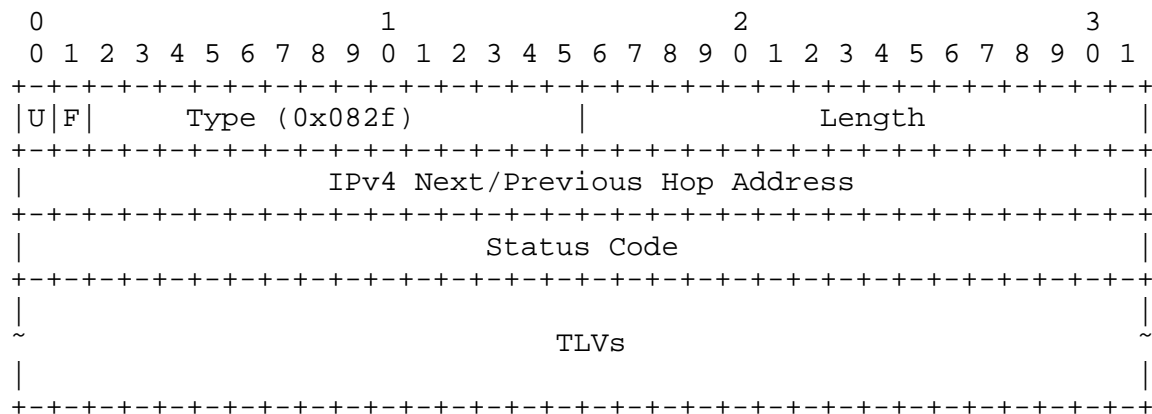 0                   1                   2                   3
 0 1 2 3 4 5 6 7 8 9 0 1 2 3 4 5 6 7 8 9 0 1 2 3 4 5 6 7 8 9 0 1
+-+-+-+-+-+-+-+-+-+-+-+-+-+-+-+-+-+-+-+-+-+-+-+-+-+-+-+-+-+-+-+-+
|U|F|     Type (0x082f)         |             Length            |
+-+-+-+-+-+-+-+-+-+-+-+-+-+-+-+-+-+-+-+-+-+-+-+-+-+-+-+-+-+-+-+-+
|                 IPv4 Next/Previous Hop Address                |
+-+-+-+-+-+-+-+-+-+-+-+-+-+-+-+-+-+-+-+-+-+-+-+-+-+-+-+-+-+-+-+-+
|                          Status Code                          |
+-+-+-+-+-+-+-+-+-+-+-+-+-+-+-+-+-+-+-+-+-+-+-+-+-+-+-+-+-+-+-+-+
|                                                               |
~                              TLVs                             ~
|                                                               |
+-+-+-+-+-+-+-+-+-+-+-+-+-+-+-+-+-+-+-+-+-+-+-+-+-+-+-+-+-+-+-+-+